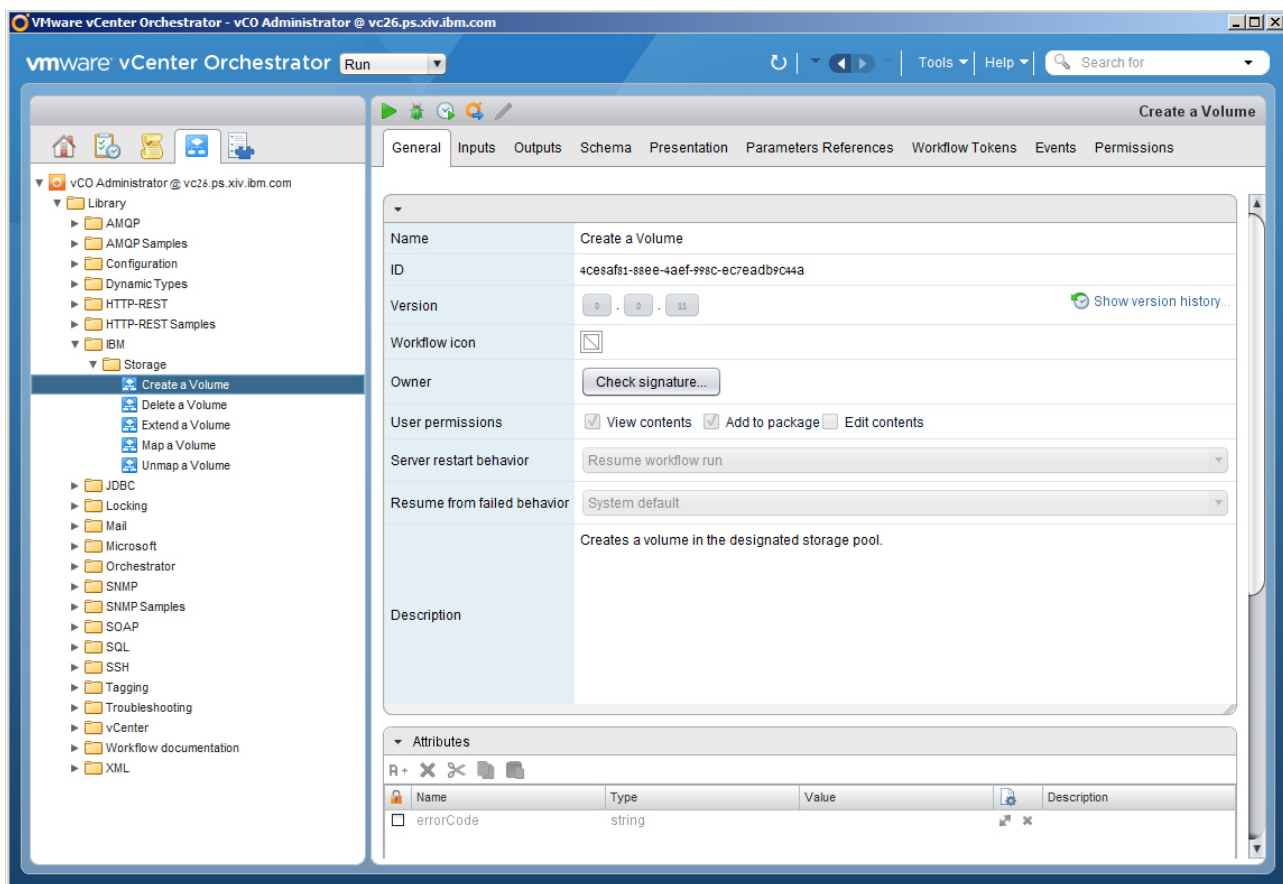 VMware vCenter Orchestrator - vCO Administrator @ vc26.ps.xiv.ibm.com
vmware vCenter Orchestrator Run
Tools Help Search for
Create a Volume
General Inputs Outputs Schema Presentation Parameters References Workflow Tokens Events Permissions
vCO Administrator @ vc26.ps.xiv.ibm.com
Library
AMQP
AMQP Samples
Configuration
Dynamic Types
HTTP-REST
HTTP-REST Samples
IBM
Storage
Create a Volume
Delete a Volume
Extend a Volume
Map a Volume
Unmap a Volume
JDBC
Locking
Mail
Microsoft
Orchestrator
SNMP
SNMP Samples
SOAP
SQL
SSH
Tagging
Troubleshooting
vCenter
Workflow documentation
XML
Name Create a Volume
ID 4ce8af81-88ee-4aef-998c-ec7eadb9c44a
Version 0 . 0 . 11 Show version history...
Workflow icon
Owner Check signature...
User permissions View contents Add to package Edit contents
Server restart behavior Resume workflow run
Resume from failed behavior System default
Creates a volume in the designated storage pool.
Description
Attributes
A+
Name Type Value Description
errorCode string